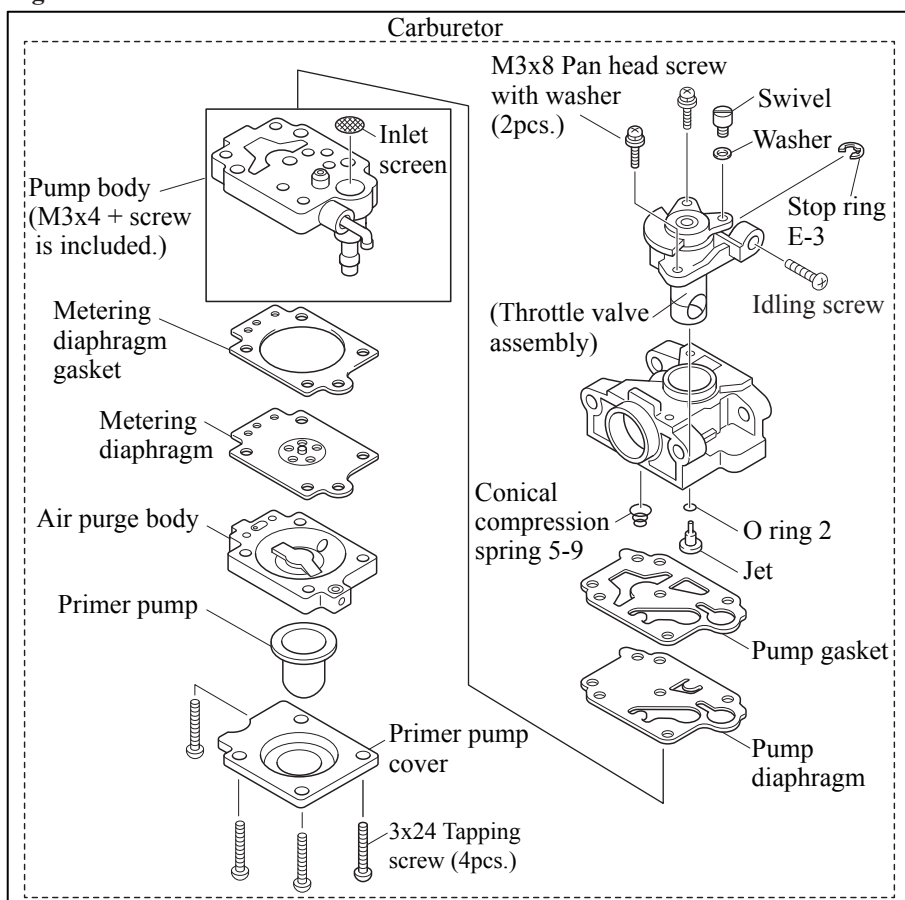 Carburetor
M3x8 Pan head screw
with washer
(2pcs.)
Swivel
Washer
Stop ring
E-3
Idling screw
Inlet
screen
Pump body
(M3x4 + screw
is included.)
Metering
diaphragm
gasket
(Throttle valve
assembly)
Metering
diaphragm
Air purge body
Conical
compression
spring 5-9
O ring 2
Jet
Primer pump
Pump gasket
Primer pump
cover
Pump
diaphragm
3x24 Tapping
screw (4pcs.)